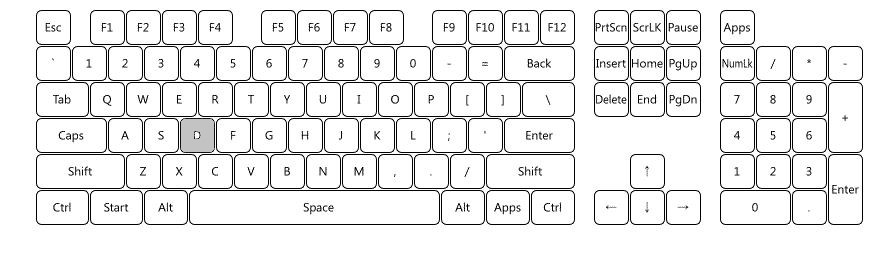 Esc F1 F2 F3 F4 F5 F6 F7 F8 F9 F10 F11 F12 PrtScn ScrLK Pause Apps
` 1 2 3 4 5 6 7 8 9 0 - = Back Insert Home PgUp NumLk / * -
Tab Q W E R T Y U I O P [ ] \ Delete End PgDn 7 8 9 +
Caps A S D F G H J K L ; ' Enter 4 5 6
Shift Z X C V B N M , . / Shift ↑ 1 2 3 Enter
Ctrl Start Alt Space Alt Apps Ctrl ← ↓ → 0 .